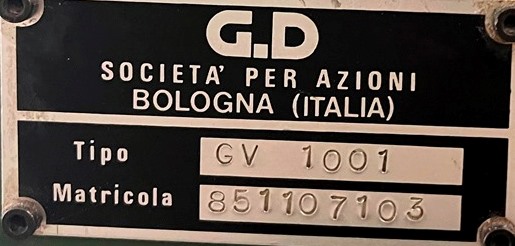 G.D
SOCIETA' PER AZIONI
BOLOGNA (ITALIA)
Tipo GV 1001
Matricola 851107103